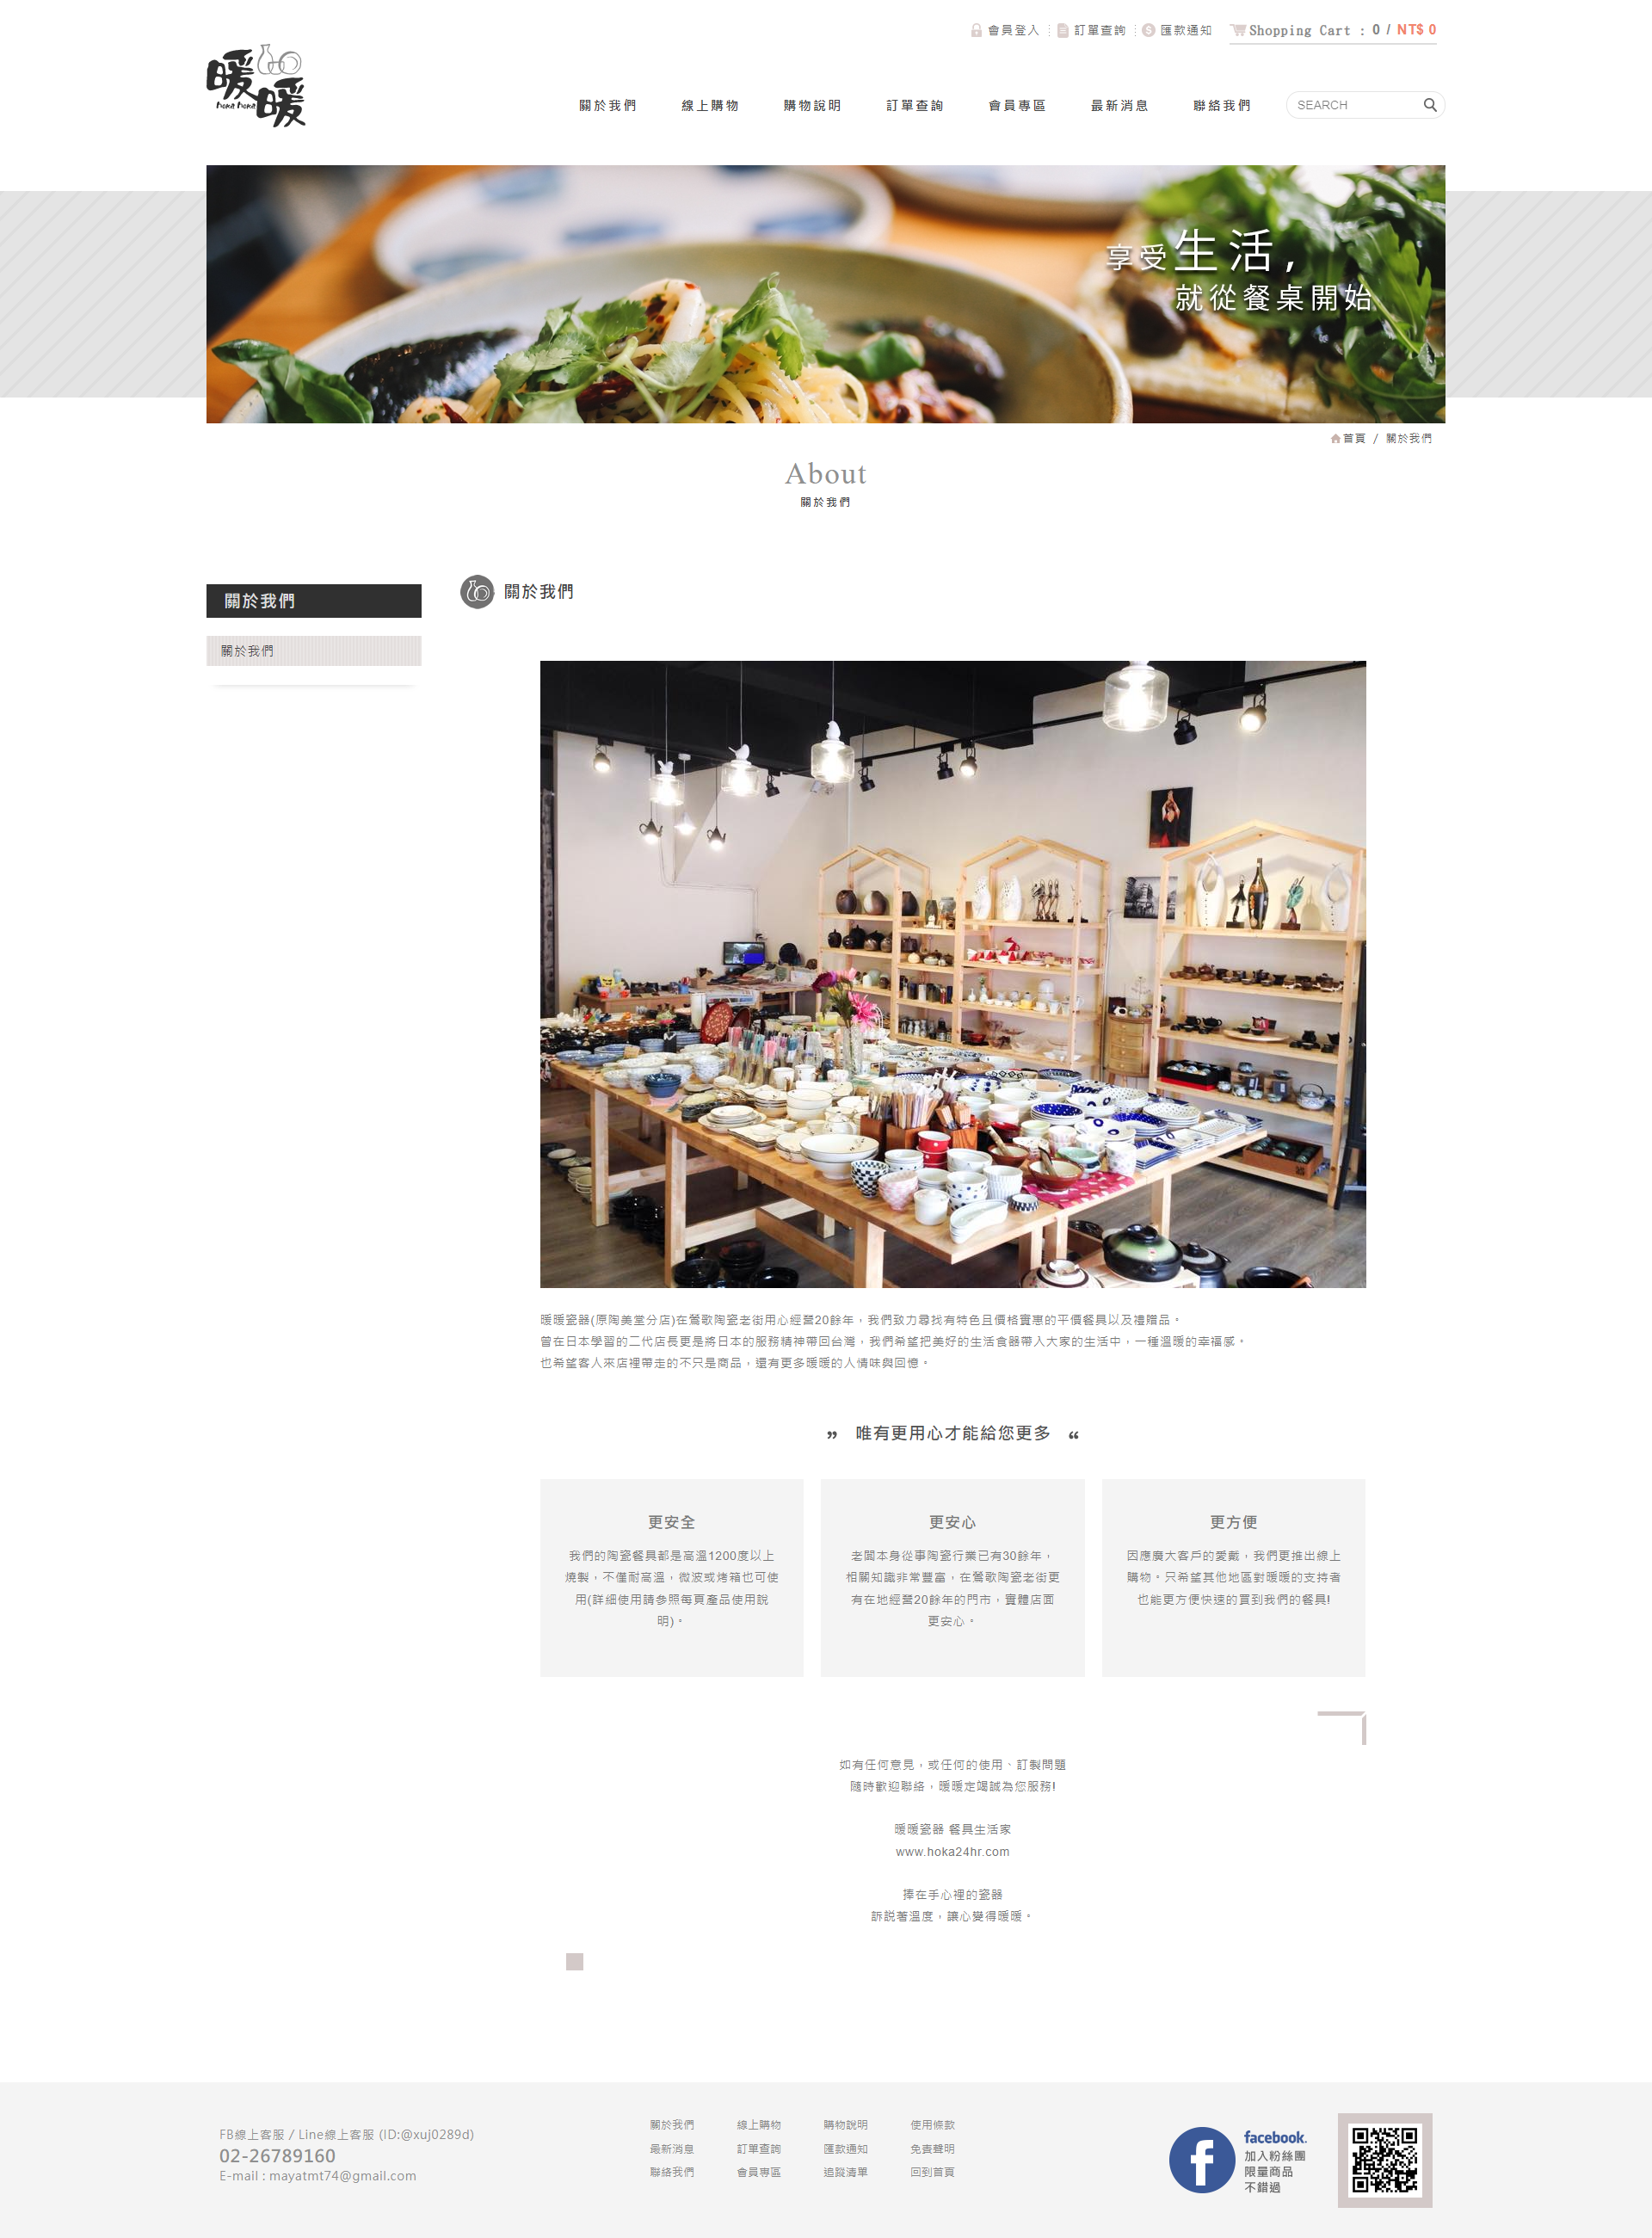 會員登入
訂單查詢
匯款通知
Shopping Cart : 0 / NT$ 0
暖暖
hoka hoka
關於我們
線上購物
購物說明
訂單查詢
會員專區
最新消息
聯絡我們
SEARCH
享受生活,
就從餐桌開始
首頁 / 關於我們
About
關於我們
關於我們
關於我們
關於我們
暖暖瓷器(原陶美堂分店)在鶯歌陶瓷老街用心經營20餘年，我們致力尋找有特色且價格實惠的平價餐具以及禮贈品。
曾在日本學習的二代店長更是將日本的服務精神帶回台灣，我們希望把美好的生活食器帶入大家的生活中，一種溫暖的幸福感。
也希望客人來店裡帶走的不只是商品，還有更多暖暖的人情味與回憶。
” 唯有更用心才能給您更多 “
更安全
我們的陶瓷餐具都是高溫1200度以上
燒製，不僅耐高溫，微波或烤箱也可使
用(詳細使用請參照每頁產品使用說
明)。
更安心
老闆本身從事陶瓷行業已有30餘年，
相關知識非常豐富，在鶯歌陶瓷老街更
有在地經營20餘年的門市，實體店面
更安心。
更方便
因應廣大客戶的愛戴，我們更推出線上
購物。只希望其他地區對暖暖的支持者
也能更方便快速的買到我們的餐具!
如有任何意見，或任何的使用、訂製問題
隨時歡迎聯絡，暖暖定竭誠為您服務!
暖暖瓷器 餐具生活家
www.hoka24hr.com
捧在手心裡的瓷器
訴說著溫度，讓心變得暖暖。
FB線上客服 / Line線上客服 (ID:@xuj0289d)
02-26789160
E-mail : mayatmt74@gmail.com
關於我們
線上購物
購物說明
使用條款
最新消息
訂單查詢
匯款通知
免責聲明
聯絡我們
會員專區
追蹤清單
回到首頁
facebook.
加入粉絲團
限量商品
不錯過